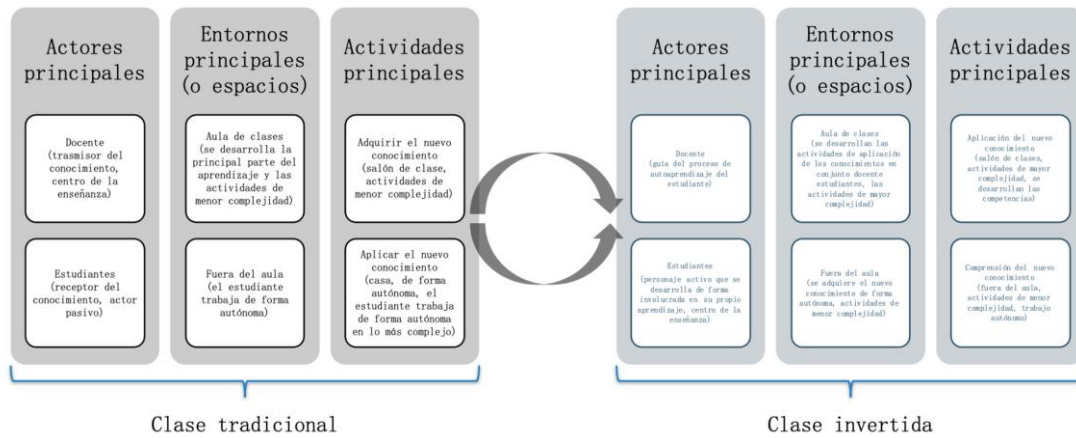 Actores
principales
Docente
(trasmisor del
conocimiento,
centro de la
enseñanza)
Estudiantes
(receptor del
conocimiento, actor
pasivo)
Entornos
principales
(o espacios)
Aula de clases
(se desarrolla la
principal parte del
aprendizaje y las
actividades de
menor complejidad)
Fuera del aula
(el estudiante
trabaja de forma
autónoma)
Actividades
principales
Adquirir el nuevo
conocimiento
(salón de clase,
actividades de
menor complejidad)
Aplicar el nuevo
conocimiento
(casa, de forma
autónoma, el
estudiante trabaja
de forma autónoma
en lo más complejo)
Clase tradicional
Actores
principales
Docente
(guía del proceso de
autoaprendizaje del
estudiante)
Estudiantes
(personaje activo que se
desarrolla de forma
involucrada en su propio
aprendizaje, centro de la
enseñanza)
Entornos
principales
(o espacios)
Aula de clases
(se desarrollan las
actividades de aplicación
de los conocimientos en
conjunto docente
estudiantes, las
actividades de mayor
complejidad)
Fuera del aula
(se adquiere el nuevo
conocimiento de forma
autónoma, actividades de
menor complejidad)
Actividades
principales
Aplicación del nuevo
conocimiento
(salón de clases,
actividades de mayor
complejidad, se
desarrollan las
competencias)
Comprensión del nuevo
conocimiento
(fuera del aula,
actividades de menor
complejidad, trabajo
autónomo)
Clase invertida